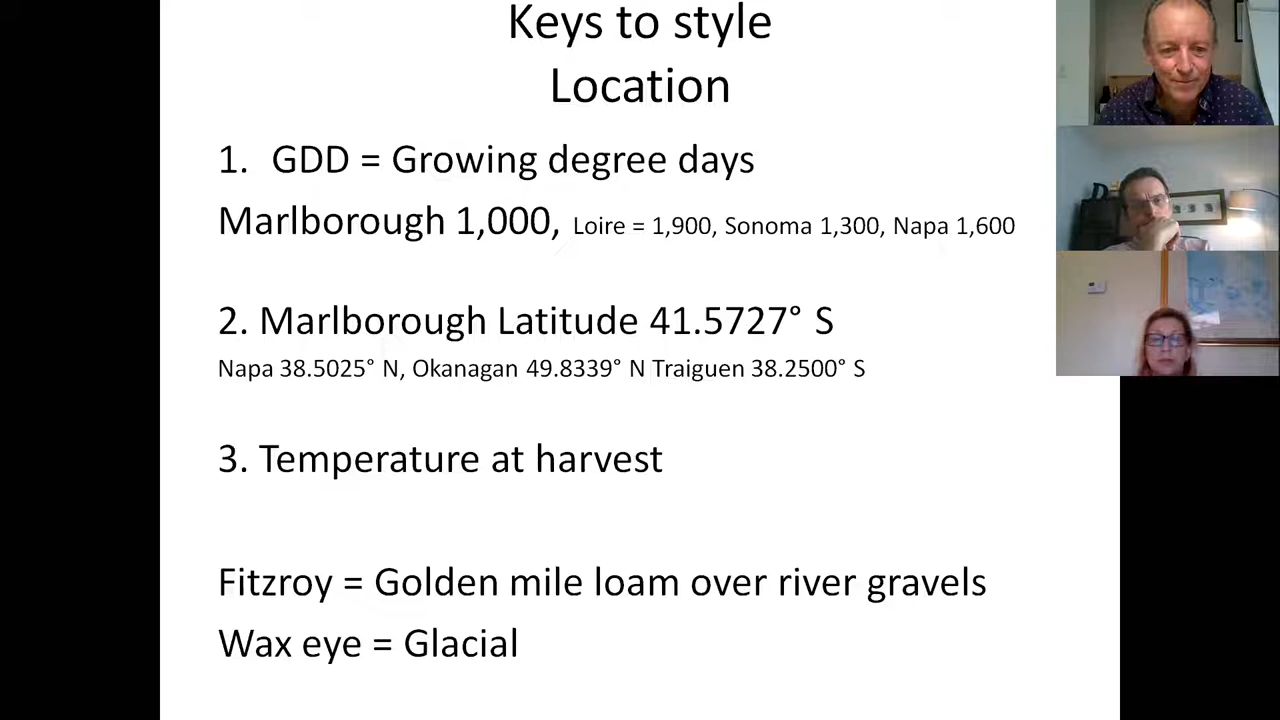 Keys to style
Location
1. GDD = Growing degree days
Marlborough 1,000, Loire = 1,900, Sonoma 1,300, Napa 1,600
2. Marlborough Latitude 41.5727° S
Napa 38.5025° N, Okanagan 49.8339° N Traiguen 38.2500° S
3. Temperature at harvest
Fitzroy = Golden mile loam over river gravels
Wax eye = Glacial